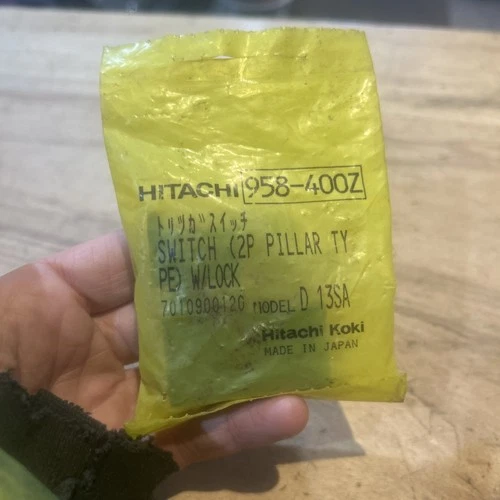 HITACHI 958-400Z
トリツガスイッチ
SWITCH (2P PILLAR TY
PE) W/LOCK
701090012G MODEL D 13SA
Hitachi Koki
MADE IN JAPAN